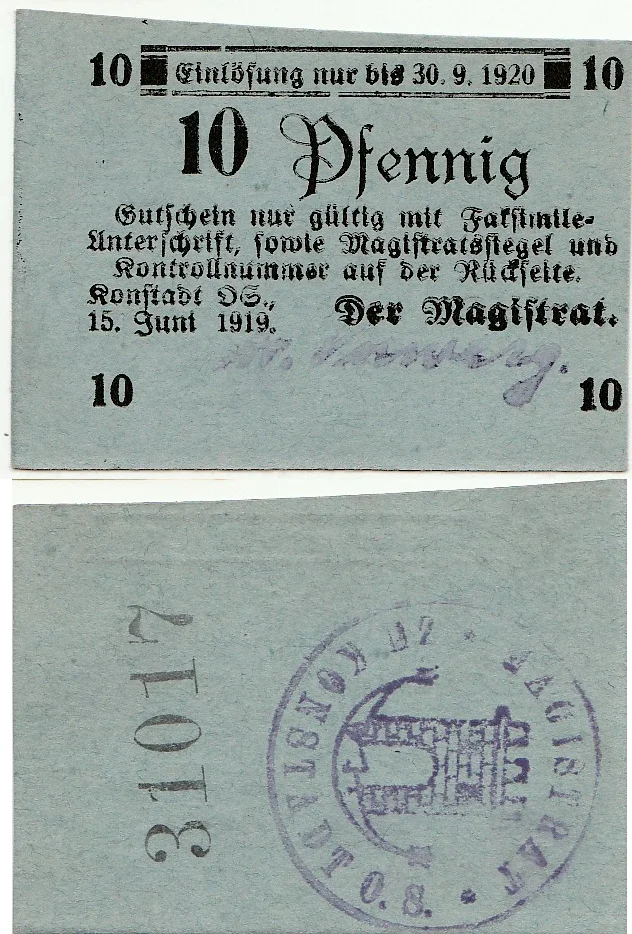 10 Einlösung nur bis 30. 9. 1920 10
10 Pfennig
Gutschein nur gültig mit Faksimile-
Unterschrift, sowie Magistratssiegel und
Kontrollnummer auf der Rückseite.
Konstadt OS.,
15. Juni 1919.
Der Magistrat.
10 10
31017
MAGISTRAT * ZU KONSTADT O.S. *